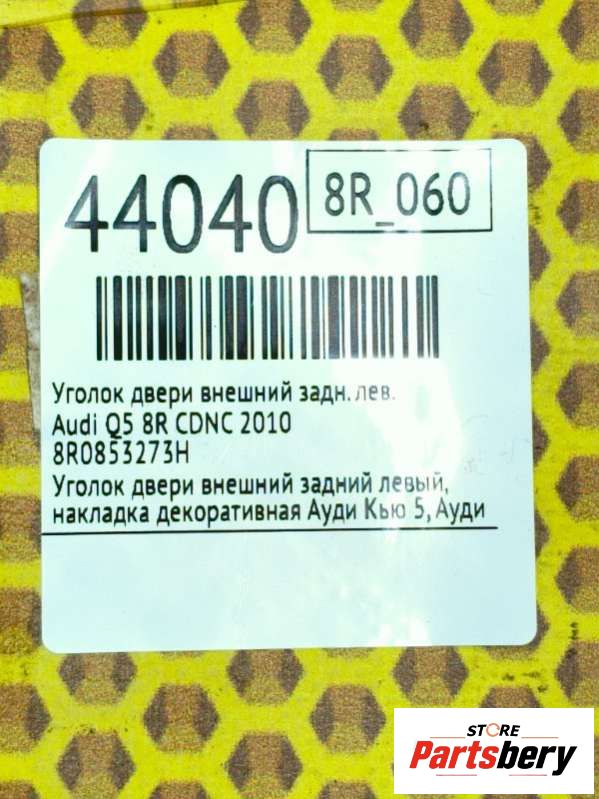 44040
8R_060
Уголок двери внешний задн. лев.
Audi Q5 8R CDNC 2010
8R0853273H
Уголок двери внешний задний левый,
накладка декоративная Ауди Кью 5, Ауди
STORE
Partsbery